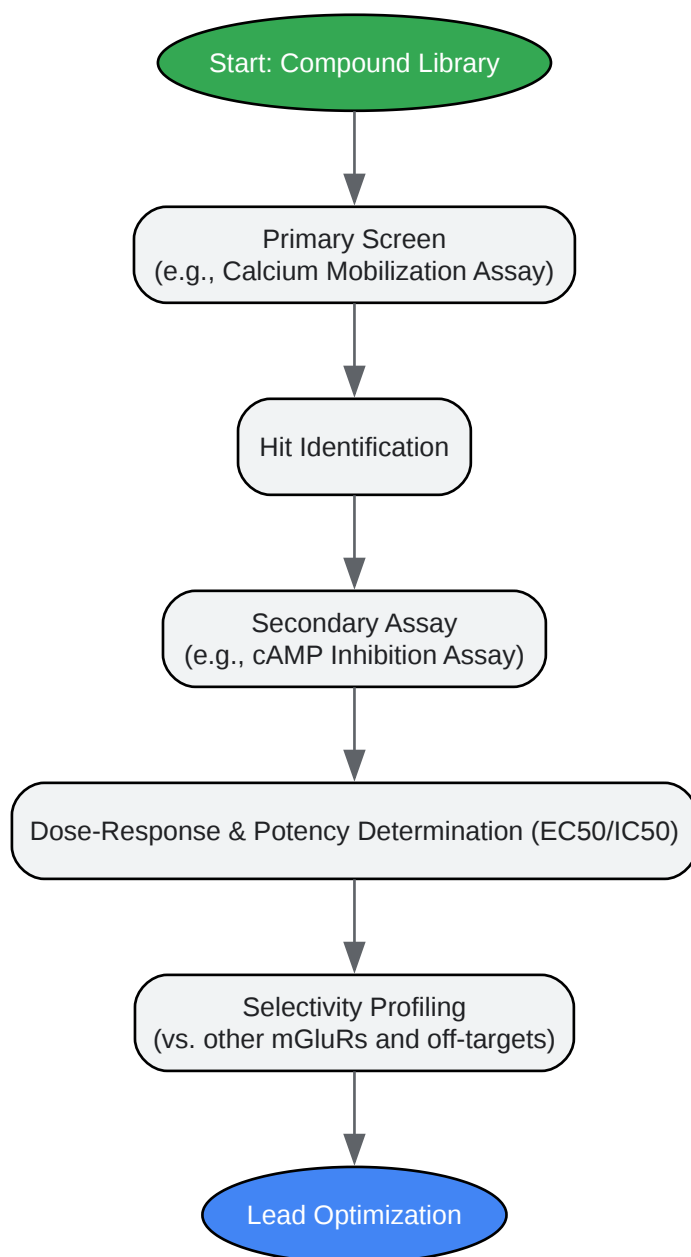 Start: Compound Library
Primary Screen
(e.g., Calcium Mobilization Assay)
Hit Identification
Secondary Assay
(e.g., cAMP Inhibition Assay)
Dose-Response & Potency Determination (EC50/IC50)
Selectivity Profiling
(vs. other mGluRs and off-targets)
Lead Optimization